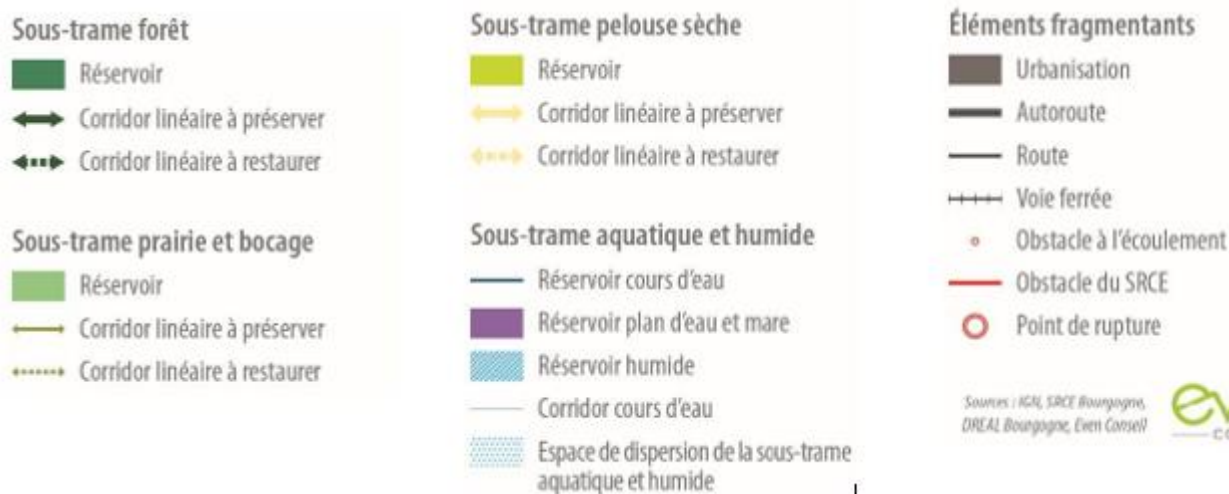 Sous-trame forêt
Réservoir
Corridor linéaire à préserver
Corridor linéaire à restaurer
Sous-trame prairie et bocage
Réservoir
Corridor linéaire à préserver
Corridor linéaire à restaurer
Sous-trame pelouse sèche
Réservoir
Corridor linéaire à préserver
Corridor linéaire à restaurer
Sous-trame aquatique et humide
Réservoir cours d'eau
Réservoir plan d'eau et mare
Réservoir humide
Corridor cours d'eau
Espace de dispersion de la sous-trame
aquatique et humide
Éléments fragmentants
Urbanisation
Autoroute
Route
Voie ferrée
Obstacle à l'écoulement
Obstacle du SRCE
Point de rupture
Sources : IGN, SRCE Bourgogne,
DREAL Bourgogne, Even Conseil